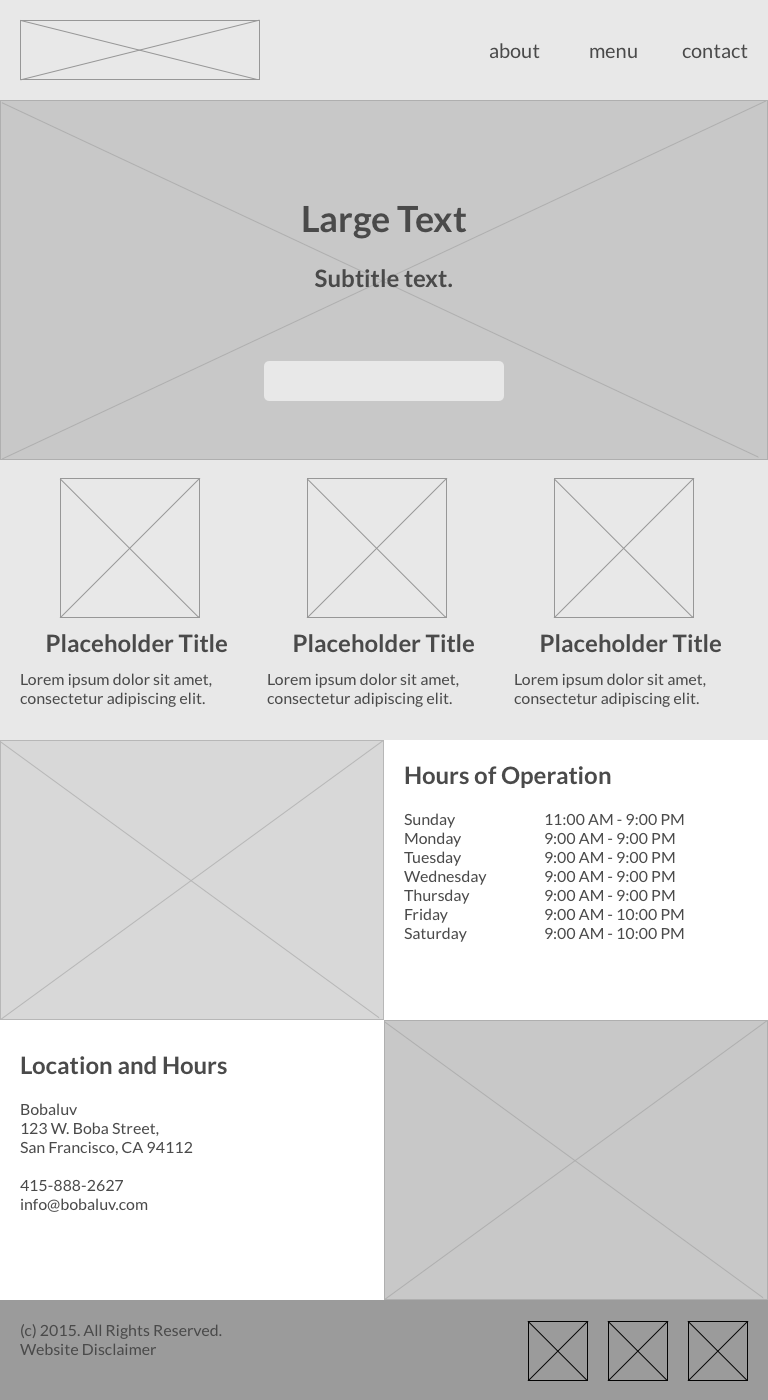 about menu contact
Large Text
Subtitle text.
Placeholder Title
Lorem ipsum dolor sit amet,
consectetur adipiscing elit.
Placeholder Title
Lorem ipsum dolor sit amet,
consectetur adipiscing elit.
Placeholder Title
Lorem ipsum dolor sit amet,
consectetur adipiscing elit.
Hours of Operation
Sunday 11:00 AM - 9:00 PM
Monday 9:00 AM - 9:00 PM
Tuesday 9:00 AM - 9:00 PM
Wednesday 9:00 AM - 9:00 PM
Thursday 9:00 AM - 9:00 PM
Friday 9:00 AM - 10:00 PM
Saturday 9:00 AM - 10:00 PM
Location and Hours
Bobaluv
123 W. Boba Street,
San Francisco, CA 94112
415-888-2627
info@bobaluv.com
(c) 2015. All Rights Reserved.
Website Disclaimer